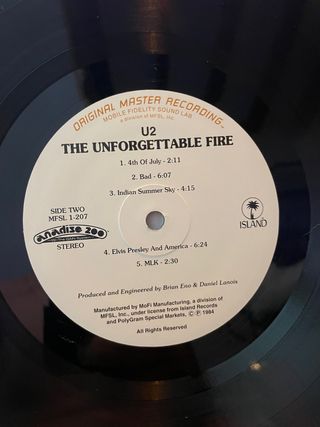 ORIGINAL MASTER RECORDING™
MOBILE FIDELITY SOUND LAB
a division of MFSL, INC.
U2
THE UNFORGETTABLE FIRE
1. 4th Of July - 2:11
2. Bad - 6:07
3. Indian Summer Sky - 4:15
SIDE TWO
MFSL 1-207
STEREO
ISLAND
4. Elvis Presley And America - 6:24
5. MLK - 2:30
Produced and Engineered by Brian Eno & Daniel Lanois
Manufactured by MoFi Manufacturing, a division of
MFSL, Inc., under license from Island Records
and PolyGram Special Markets, Ⓒ Ⓟ 1984
All Rights Reserved